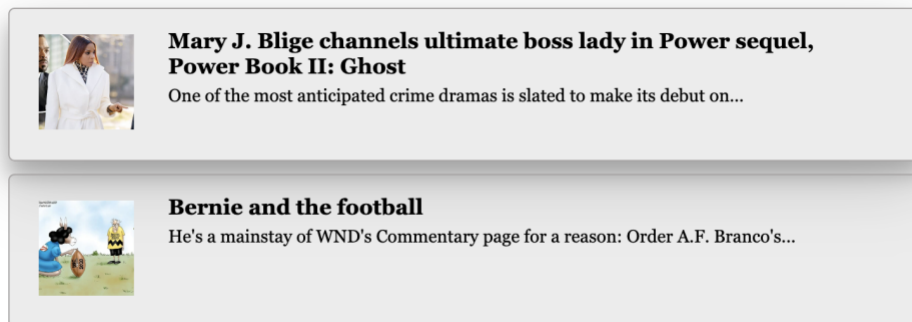 Mary J. Blige channels ultimate boss lady in Power sequel,
Power Book II: Ghost
One of the most anticipated crime dramas is slated to make its debut on...
Bernie and the football
He's a mainstay of WND's Commentary page for a reason: Order A.F. Branco's...